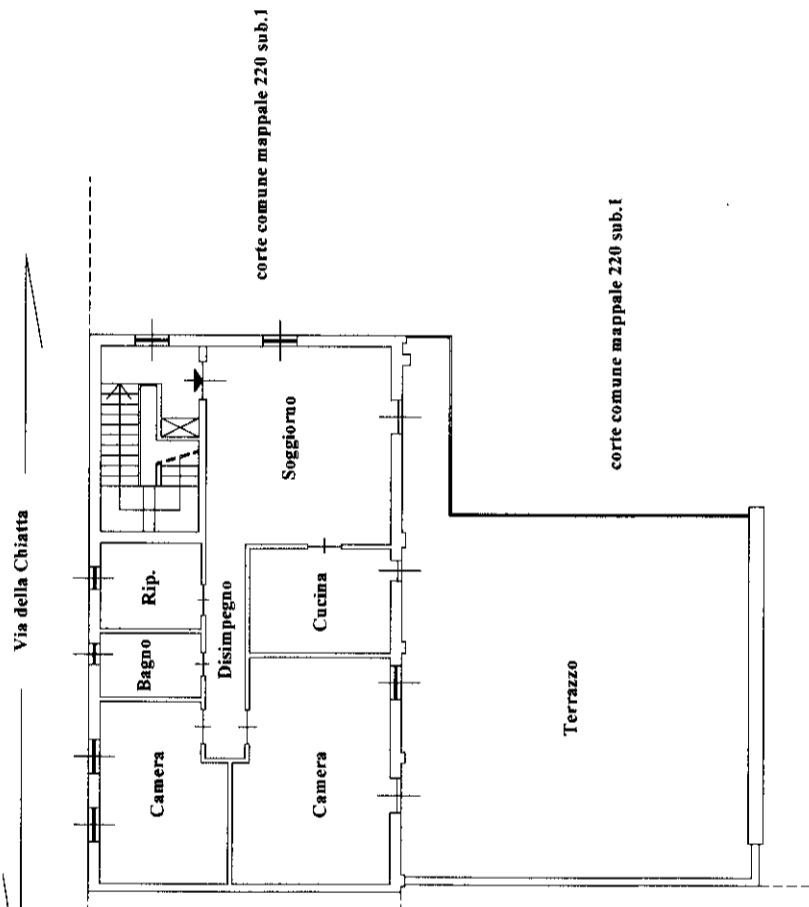 Via della Chiatta
corte comune mappale 220 sub.1
corte comune mappale 220 sub.1
Camera
Bagno
Rip.
Disimpegno
Camera
Cucina
Soggiorno
Terrazzo